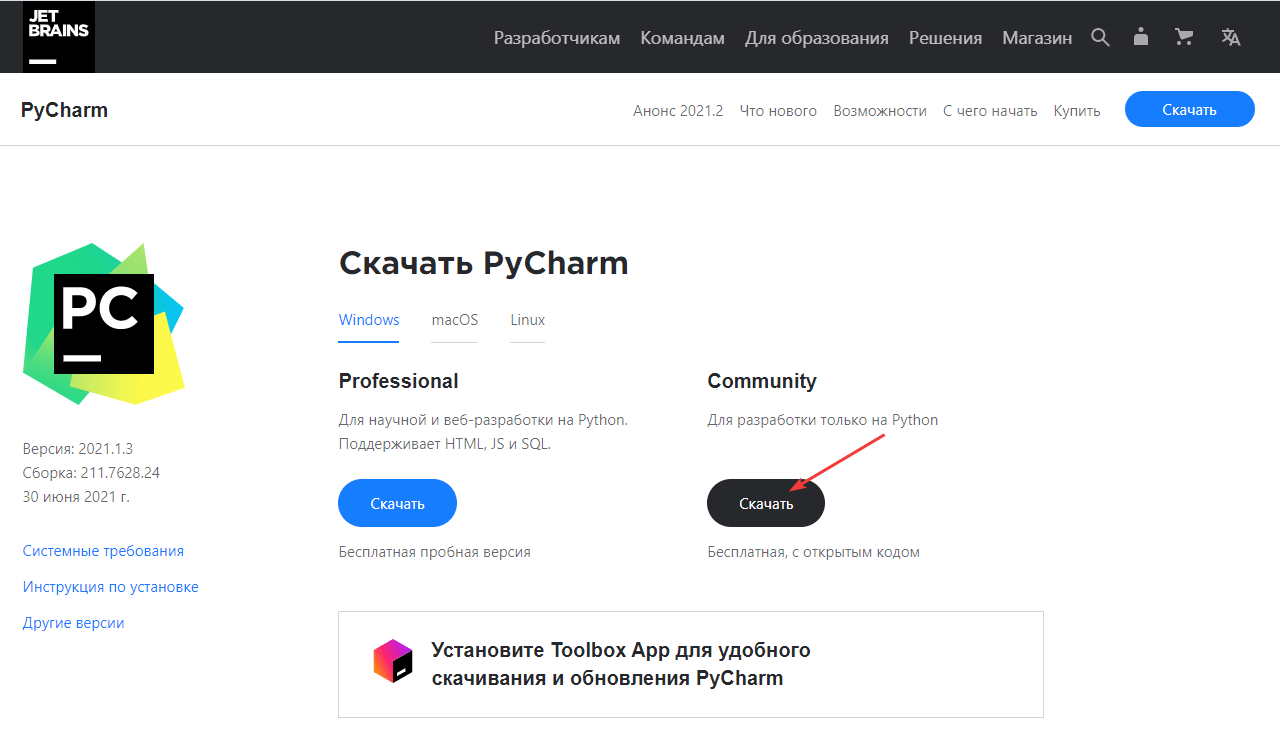 JET
BRAINS
Разработчикам Командам Для образования Решения Магазин
PyCharm
Анонс 2021.2 Что нового Возможности С чего начать Купить Скачать
PC
Версия: 2021.1.3
Сборка: 211.7628.24
30 июня 2021 г.
Системные требования
Инструкция по установке
Другие версии
Скачать PyCharm
Windows macOS Linux
Professional
Для научной и веб-разработки на Python.
Поддерживает HTML, JS и SQL.
Скачать
Бесплатная пробная версия
Community
Для разработки только на Python
Скачать
Бесплатная, с открытым кодом
Установите Toolbox App для удобного
скачивания и обновления PyCharm